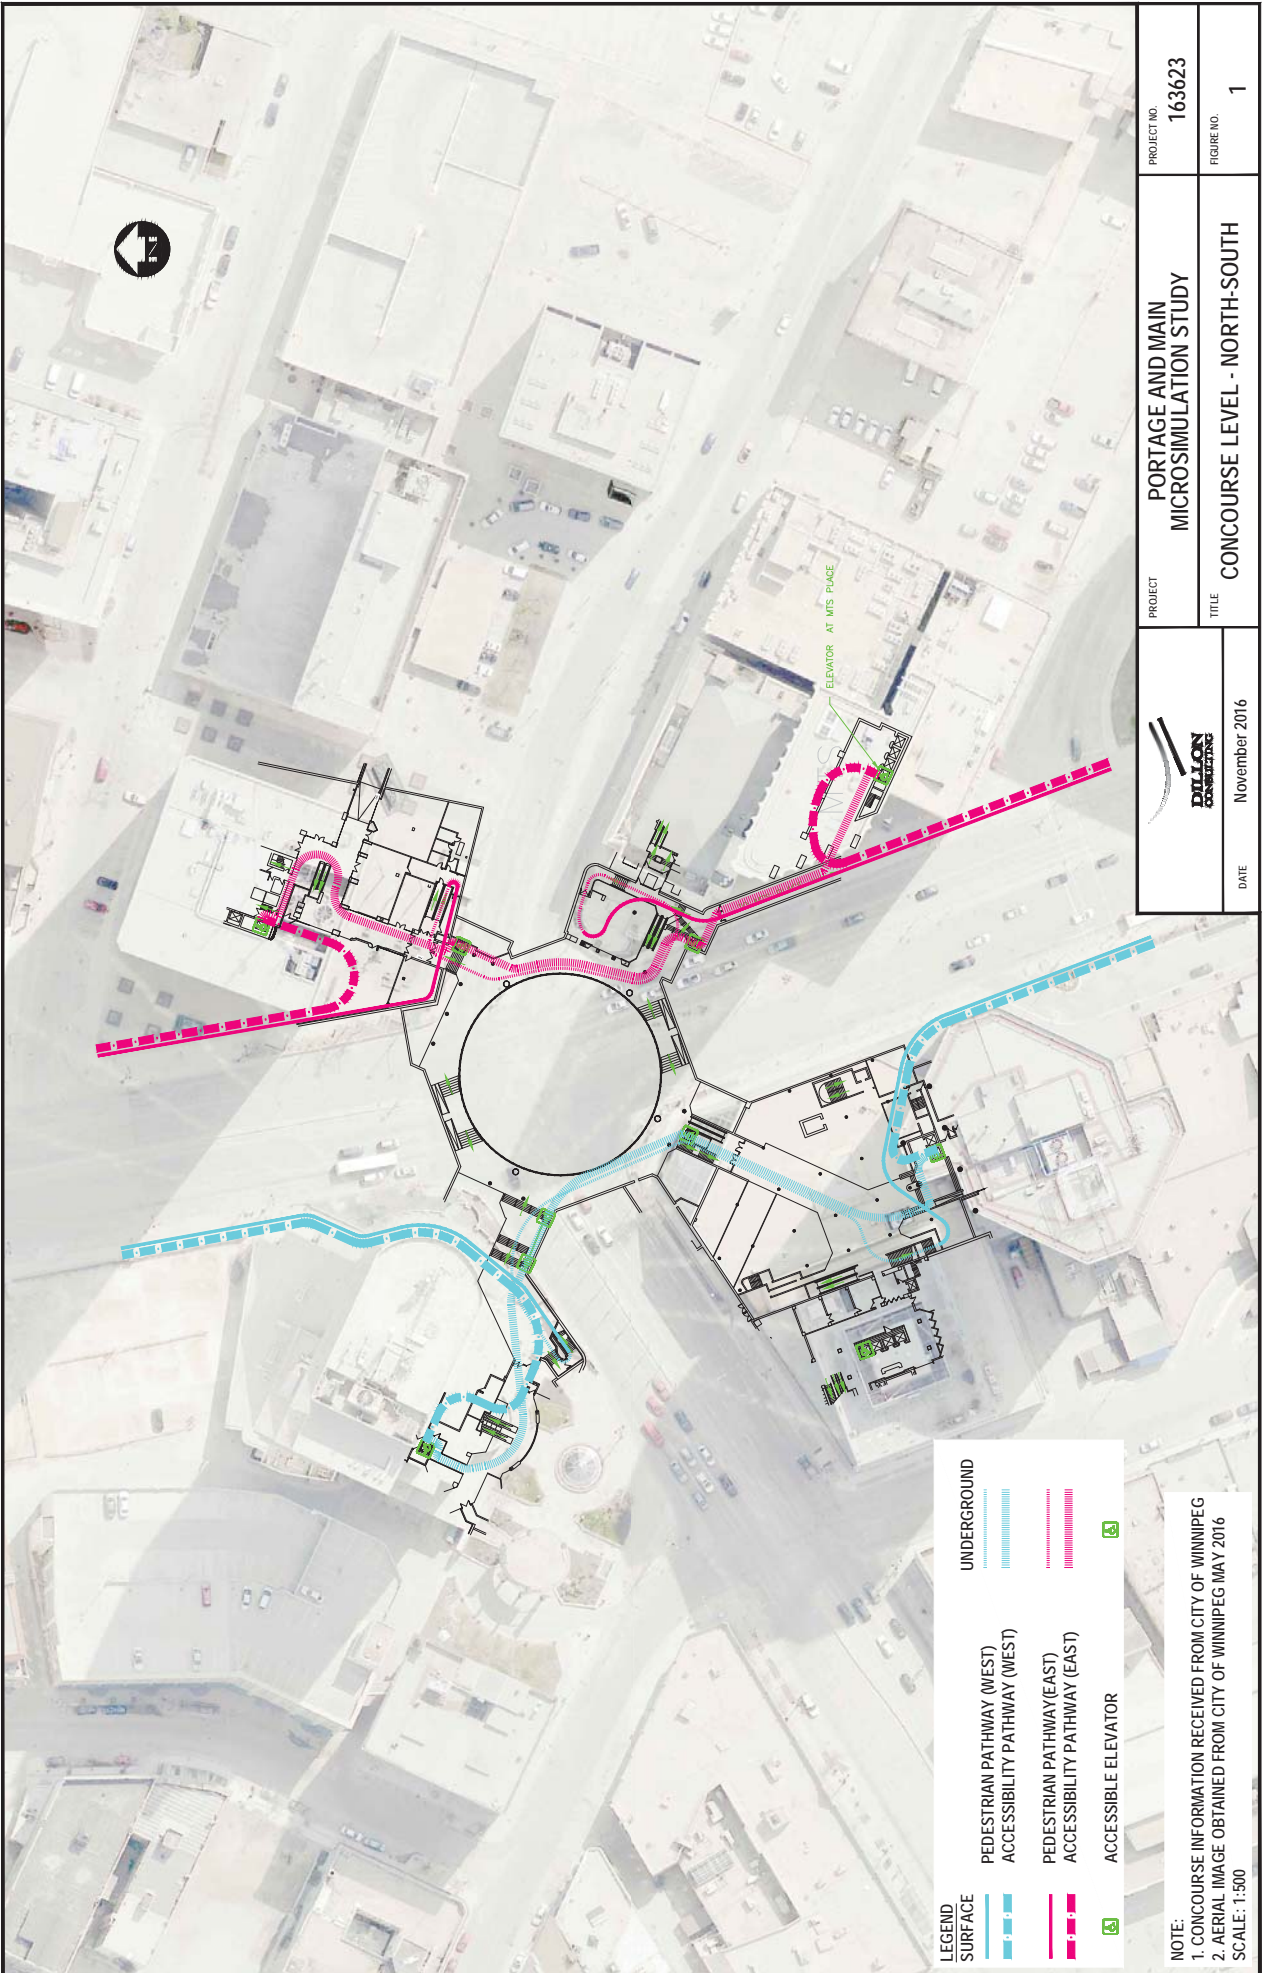 LEGEND
SURFACE
UNDERGROUND
PEDESTRIAN PATHWAY (WEST)
ACCESSIBILITY PATHWAY (WEST)
PEDESTRIAN PATHWAY(EAST)
ACCESSIBILITY PATHWAY (EAST)
ACCESSIBLE ELEVATOR
NOTE:
1. CONCOURSE INFORMATION RECEIVED FROM CITY OF WINNIPEG
2. AERIAL IMAGE OBTAINED FROM CITY OF WINNIPEG MAY 2016
SCALE: 1:500
ELEVATOR AT MTS PLACE
DILLON
CONSULTING
DATE
November 2016
PROJECT
PORTAGE AND MAIN
MICROSIMULATION STUDY
TITLE
CONCOURSE LEVEL - NORTH-SOUTH
PROJECT NO.
163623
FIGURE NO.
1